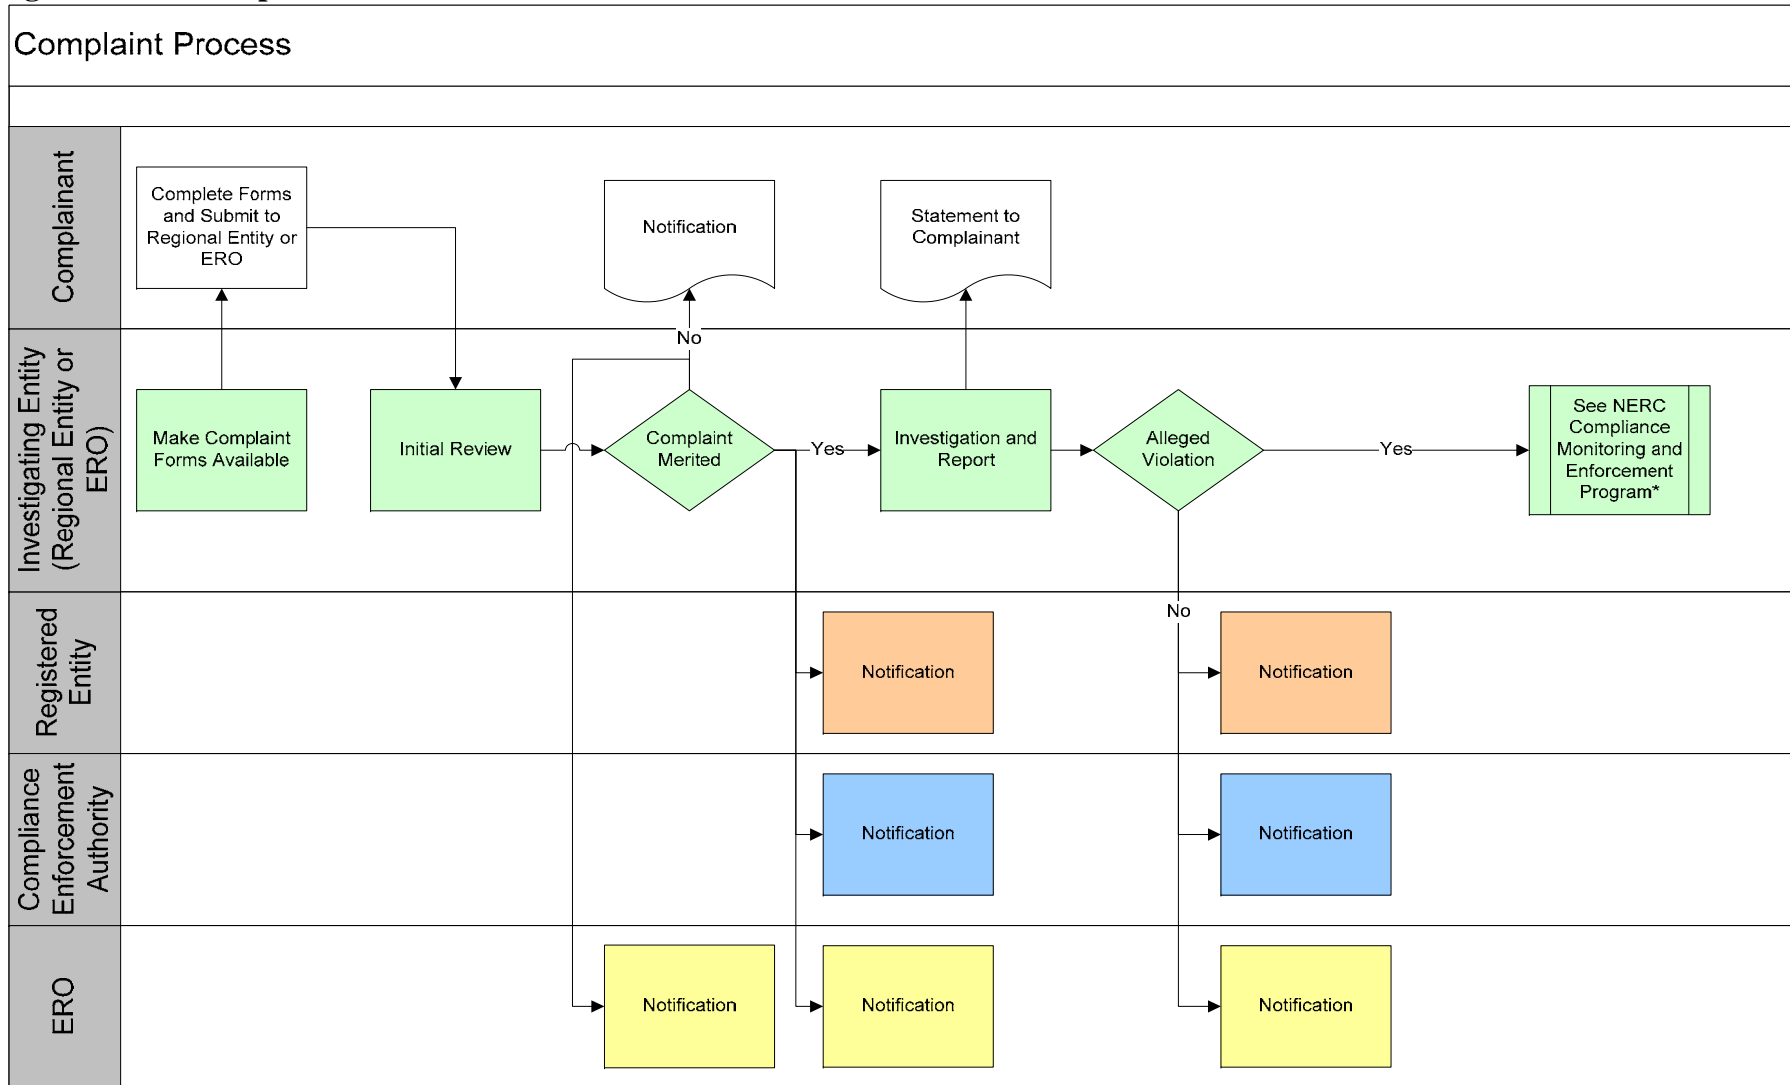 Complaint Process
Complainant
Complete Forms
and Submit to
Regional Entity or
ERO
Notification
Statement to
Complainant
No
Investigating Entity
(Regional Entity or
ERO)
Make Complaint
Forms Available
Initial Review
Complaint
Merited
Yes
Investigation and
Report
Alleged
Violation
Yes
See NERC
Compliance
Monitoring and
Enforcement
Program*
No
Registered
Entity
Notification
Notification
Compliance
Enforcement
Authority
Notification
Notification
ERO
Notification
Notification
Notification